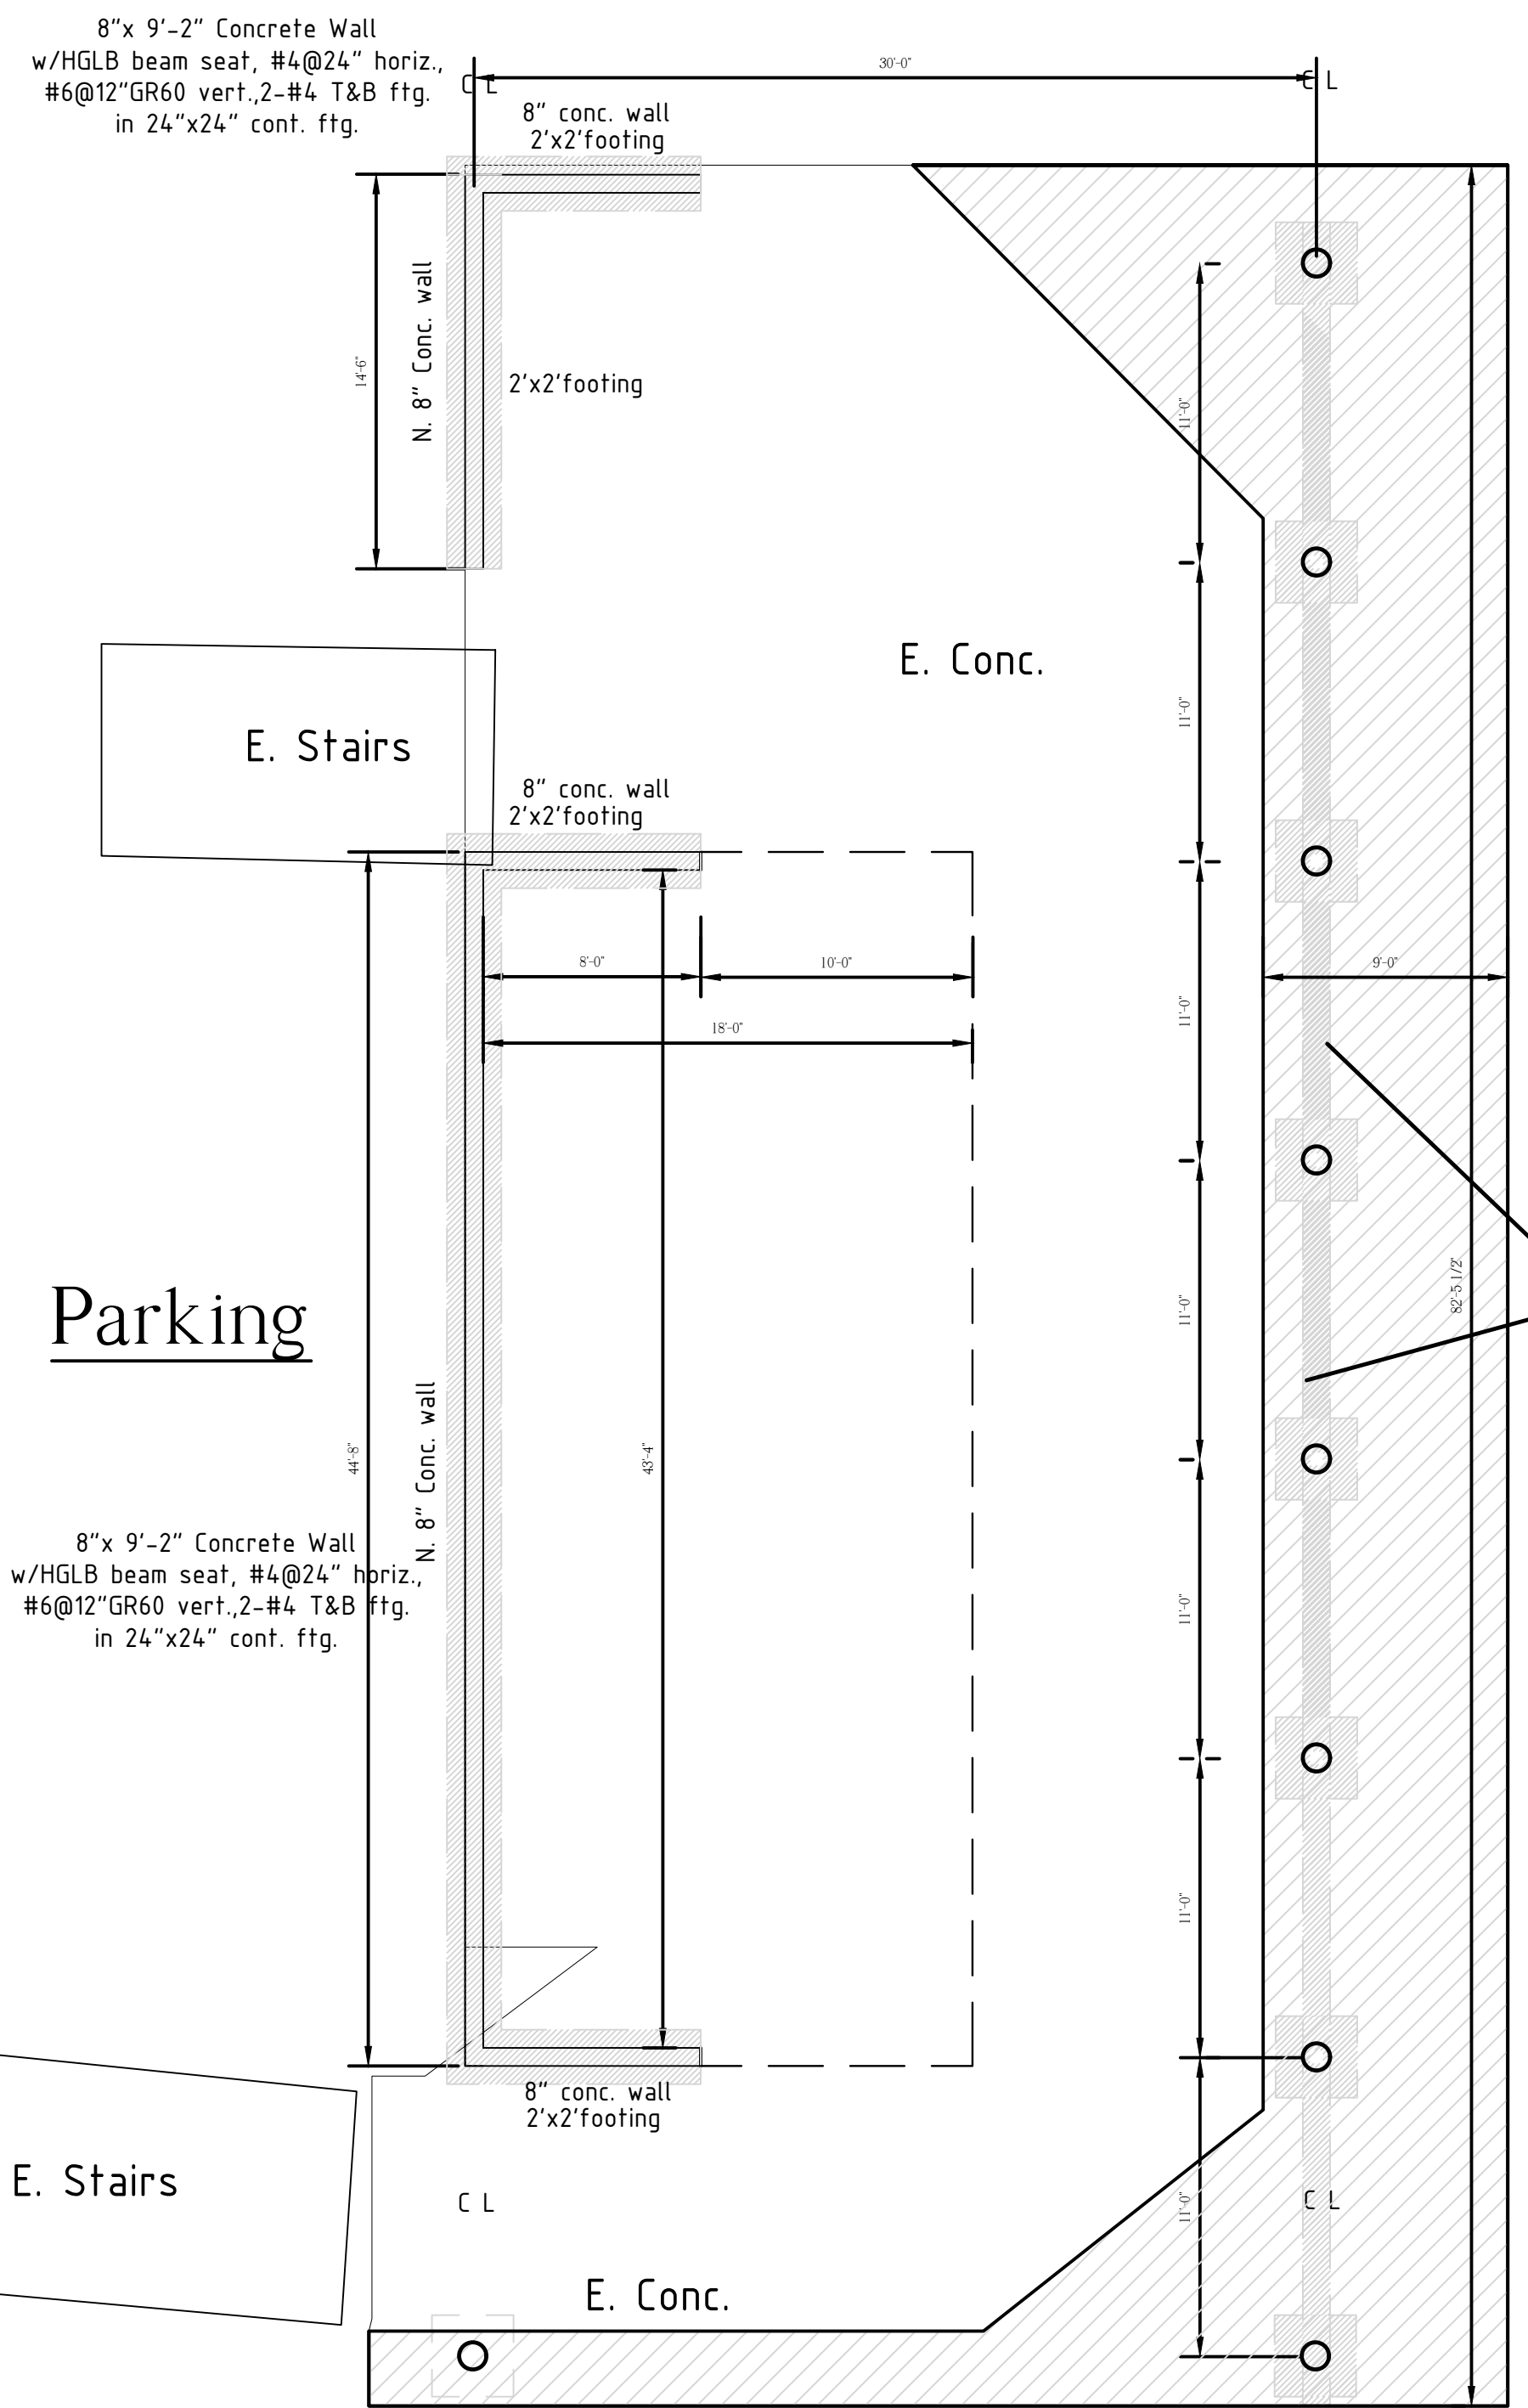 8"x 9'-2" Concrete Wall
w/HGLB beam seat, #4@24" horiz.,
#6@12"GR60 vert.,2-#4 T&B ftg.
in 24"x24" cont. ftg.
C L
30'-0"
C L
8" conc. wall
2'x2'footing
14'-6"
N. 8" Conc. wall
2'x2'footing
11'-0"
E. Conc.
11'-0"
E. Stairs
8" conc. wall
2'x2'footing
8'-0"
10'-0"
9'-0"
18'-0"
11'-0"
82'-5 1/2"
Parking
11'-0"
44'-8"
N. 8" Conc. wall
43'-4"
8"x 9'-2" Concrete Wall
w/HGLB beam seat, #4@24" horiz.,
#6@12"GR60 vert.,2-#4 T&B ftg.
in 24"x24" cont. ftg.
11'-0"
11'-0"
8" conc. wall
2'x2'footing
E. Stairs
C L
11'-0"
C L
E. Conc.